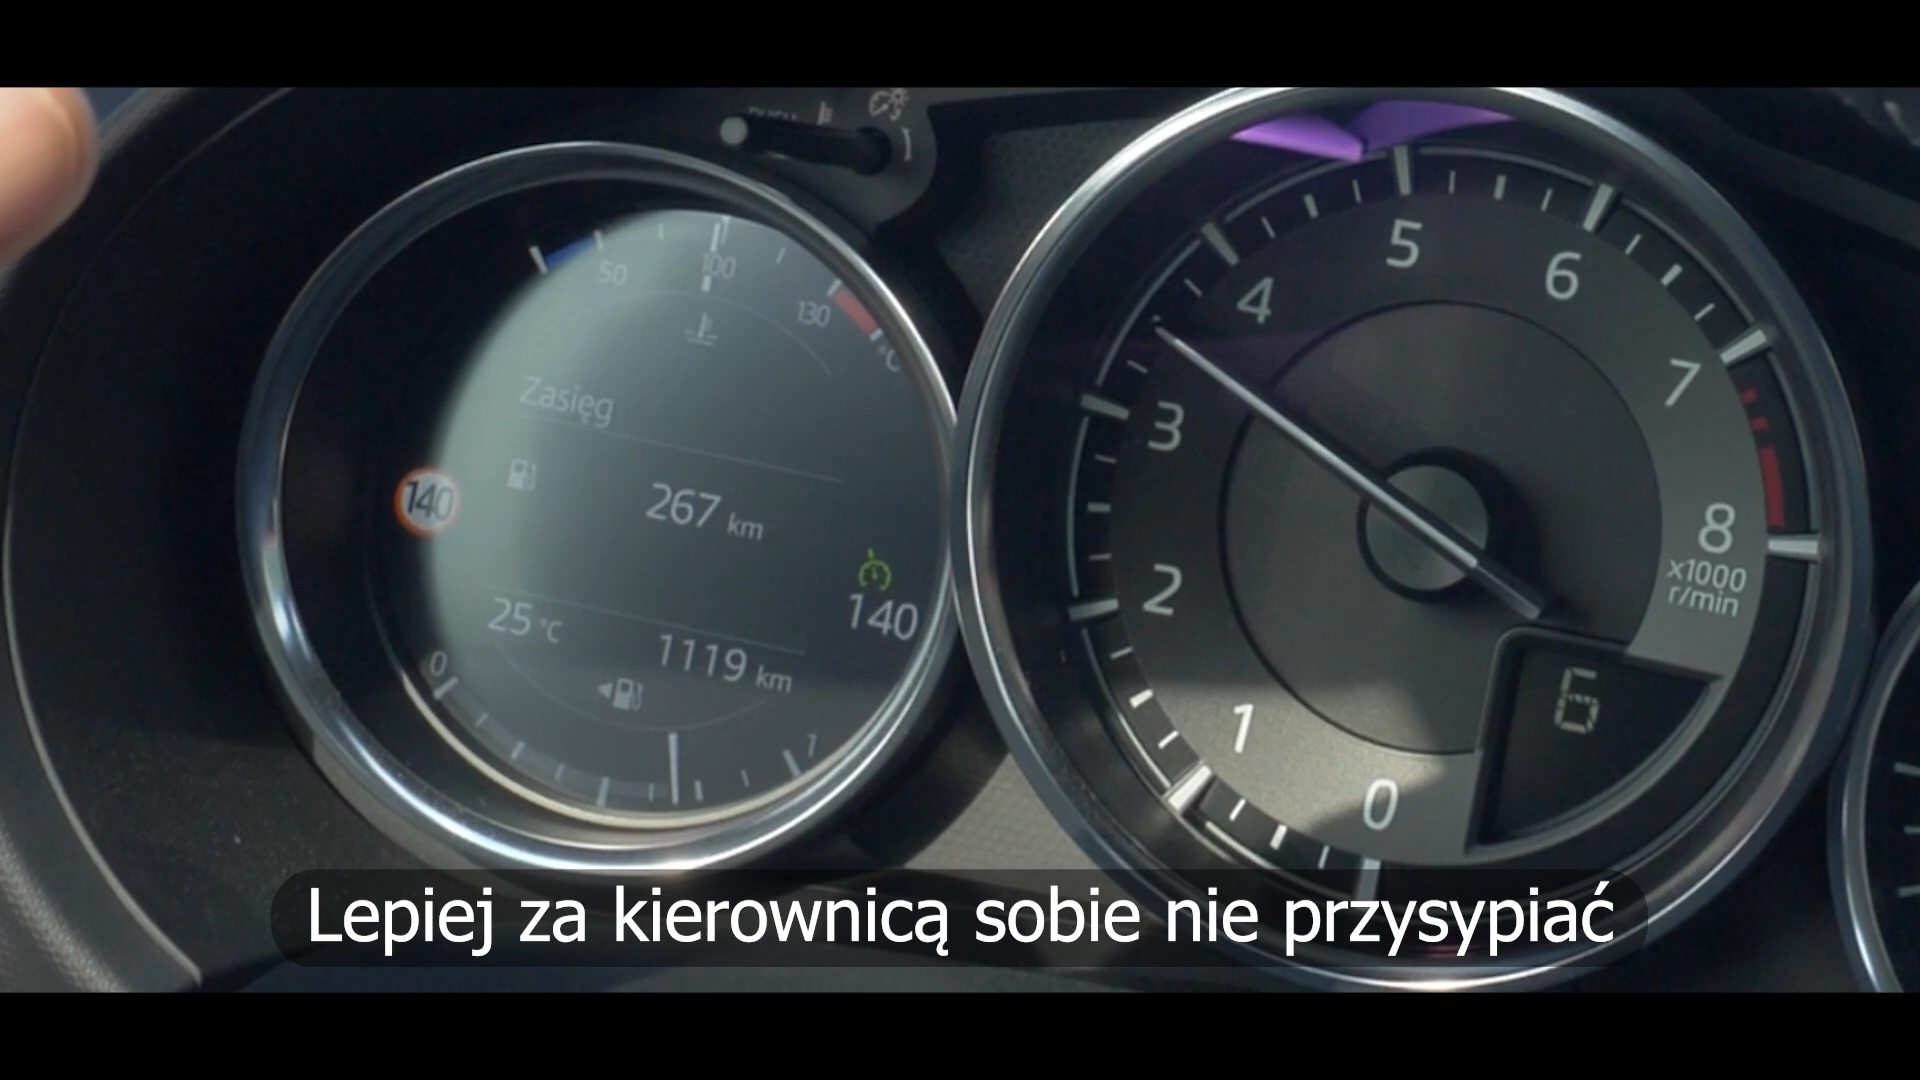 50
100
130
°C
Zasięg
140
267 km
140
25 °C
1119 km
0
1
0
1
2
3
4
5
6
7
8
x1000
r/min
6
Lepiej za kierownicą sobie nie przysypiać